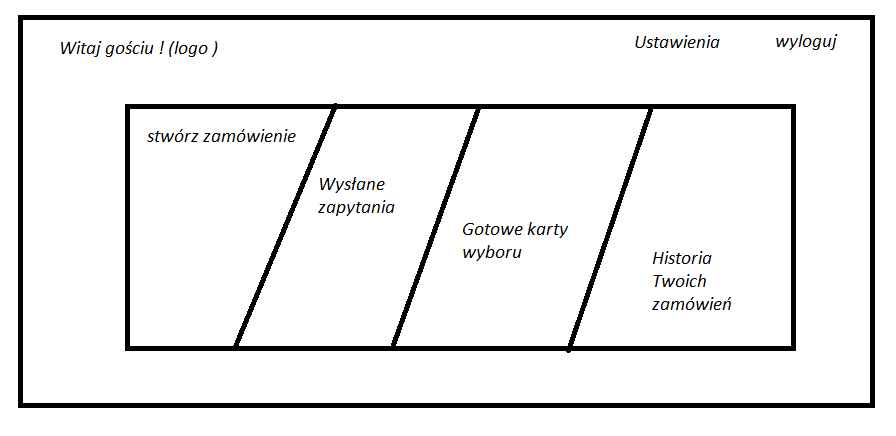 Witaj gościu ! (logo )
Ustawienia
wyloguj
stwórz zamówienie
Wysłane
zapytania
Gotowe karty
wyboru
Historia
Twoich
zamówień